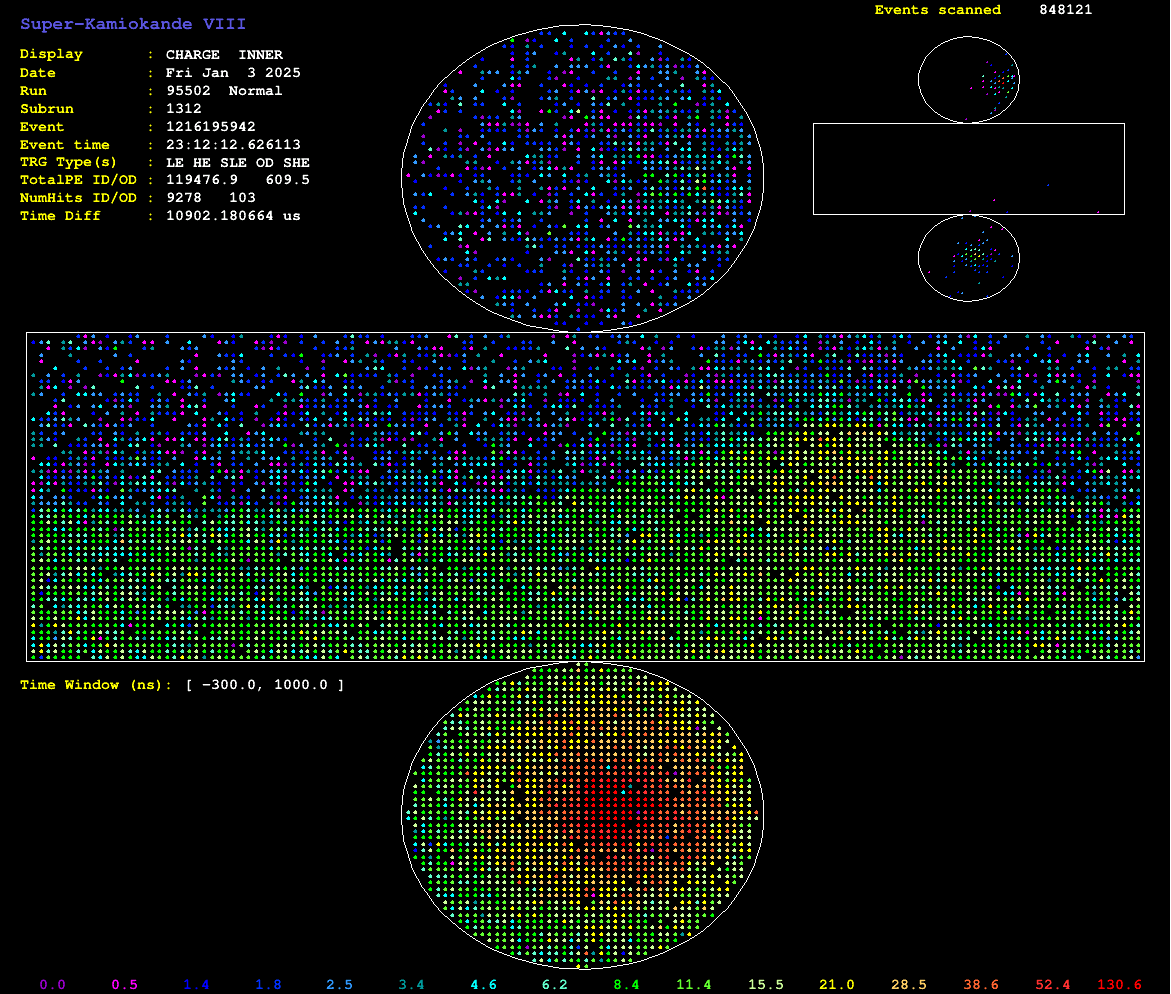 Super-Kamiokande VIII
Events scanned 848121
Display : CHARGE INNER
Date : Fri Jan 3 2025
Run : 95502 Normal
Subrun : 1312
Event : 1216195942
Event time : 23:12:12.626113
TRG Type(s) : LE HE SLE OD SHE
TotalPE ID/OD : 119476.9 609.5
NumHits ID/OD : 9278 103
Time Diff : 10902.180664 us
Time Window (ns): [ −300.0, 1000.0 ]
0.0 0.5 1.4 1.8 2.5 3.4 4.6 6.2 8.4 11.4 15.5 21.0 28.5 38.6 52.4 130.6